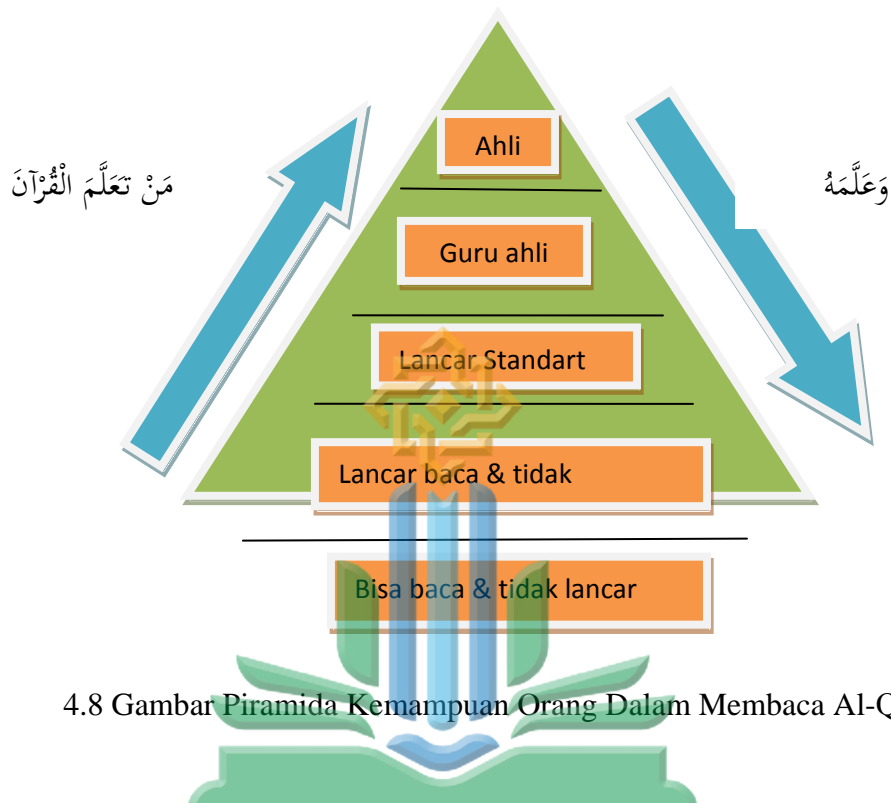 Ahli
مَنْ تَعَلَّمَ الْقُرْآنَ
وَعَلَّمَهُ
Guru ahli
Lancar Standart
Lancar baca & tidak
Bisa baca & tidak lancar
4.8 Gambar Piramida Kemampuan Orang Dalam Membaca Al-Q